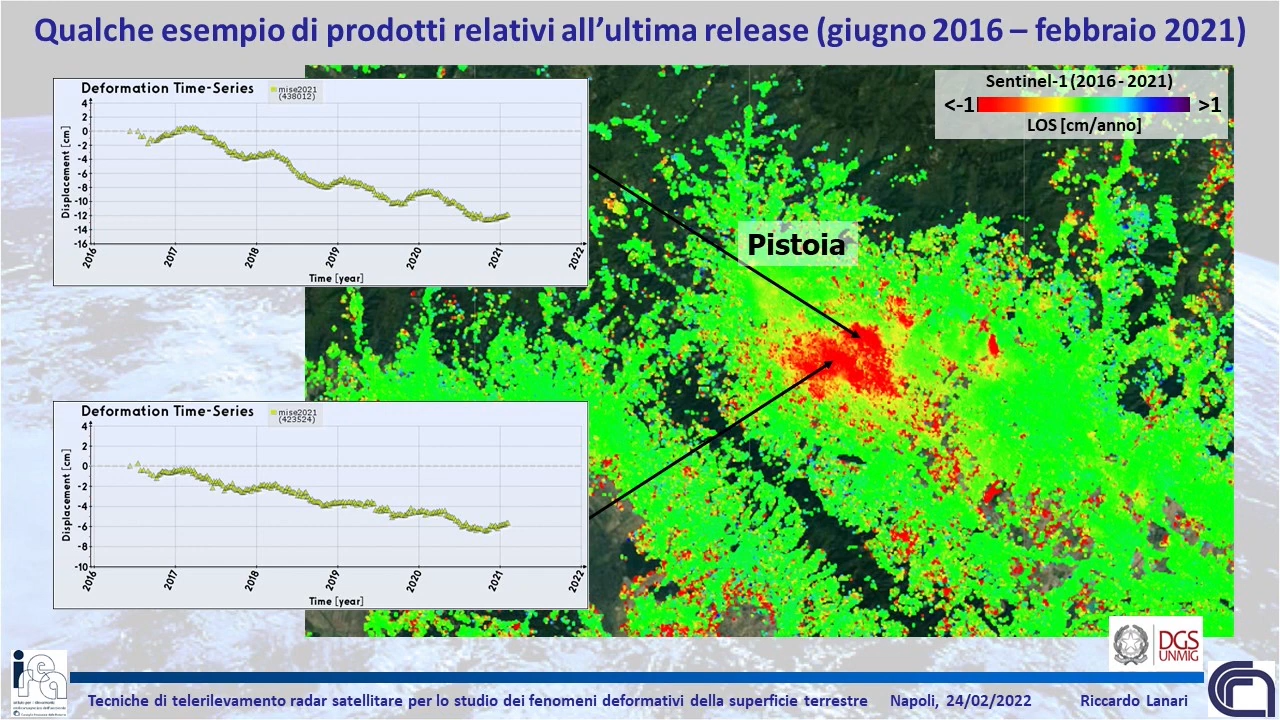 Qualche esempio di prodotti relativi all'ultima release (giugno 2016 – febbraio 2021)
Deformation Time-Series
mise2021
(438012)
Displacement [cm]
4
2
0
-2
-4
-6
-8
-10
-12
-14
-16
2016
2017
2018
2019
2020
2021
2022
Time [year]
Sentinel-1 (2016 - 2021)
<-1
>1
LOS [cm/anno]
Pistoia
Deformation Time-Series
mise2021
(423524)
Displacement [cm]
4
2
0
-2
-4
-6
-8
-10
2016
2017
2018
2019
2020
2021
2022
Time [year]
DGS
UNMIG
irea
Tecniche di telerilevamento radar satellitare per lo studio dei fenomeni deformativi della superficie terrestre
Napoli, 24/02/2022
Riccardo Lanari